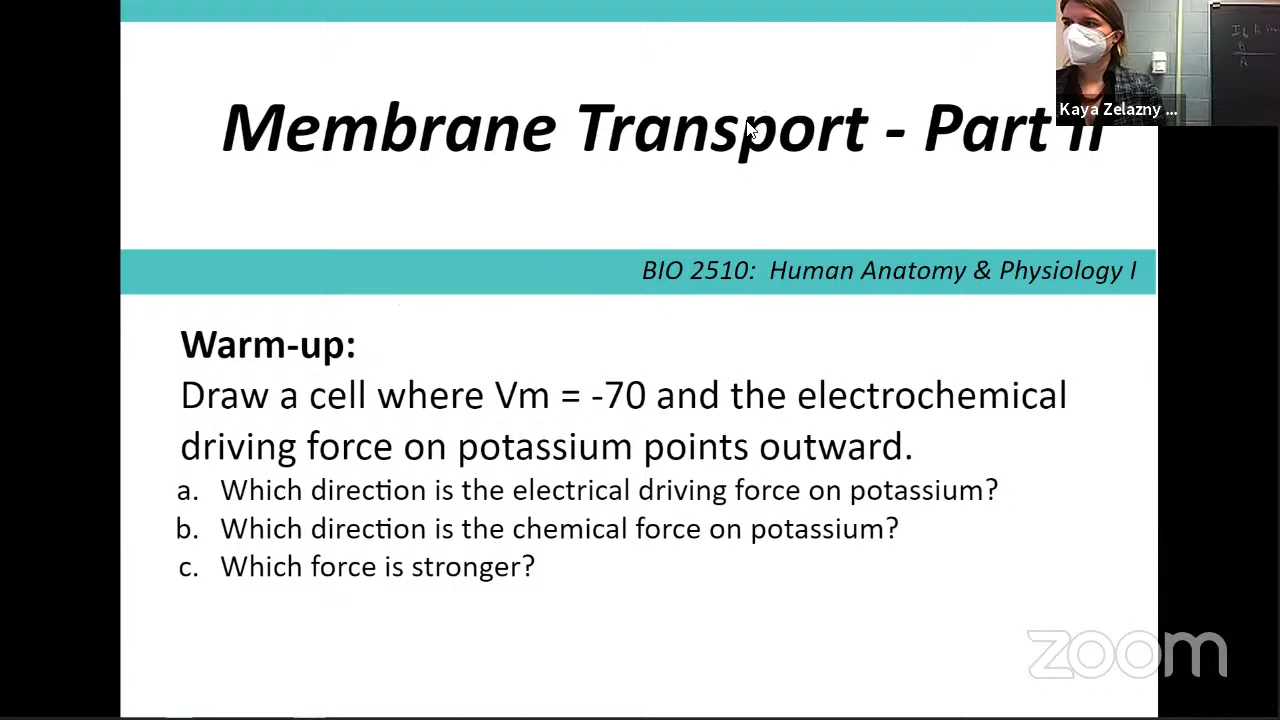 Membrane Transport - Part II
Kaya Zelazny ...
BIO 2510: Human Anatomy & Physiology I
Warm-up:
Draw a cell where Vm = -70 and the electrochemical
driving force on potassium points outward.
a. Which direction is the electrical driving force on potassium?
b. Which direction is the chemical force on potassium?
c. Which force is stronger?
zoom